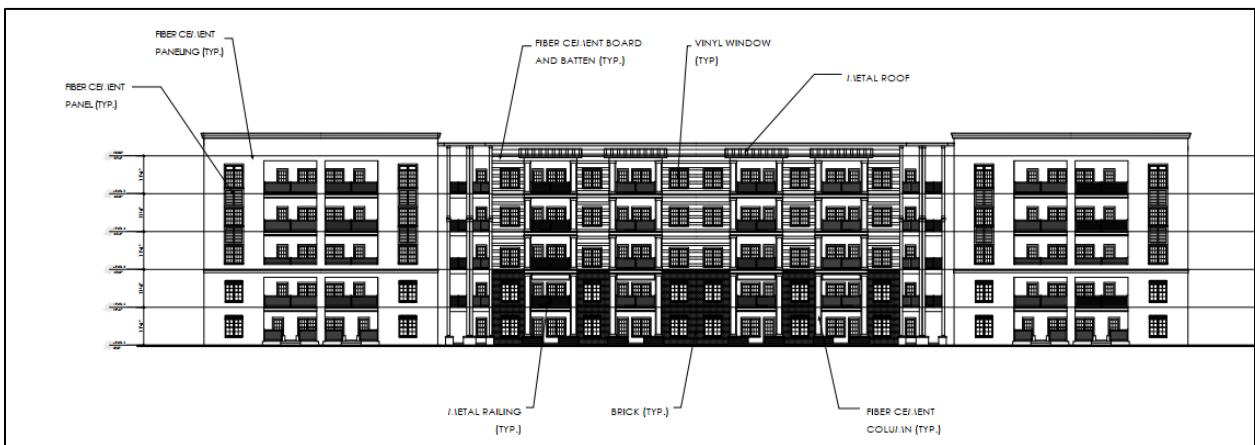 FIBER CEMENT
PANELING (TYP.)
FIBER CEMENT
PANEL (TYP.)
FIBER CEMENT BOARD
AND BATTEN (TYP.)
VINYL WINDOW
(TYP)
METAL ROOF
METAL RAILING
(TYP.)
BRICK (TYP.)
FIBER CEMENT
COLUMN (TYP.)